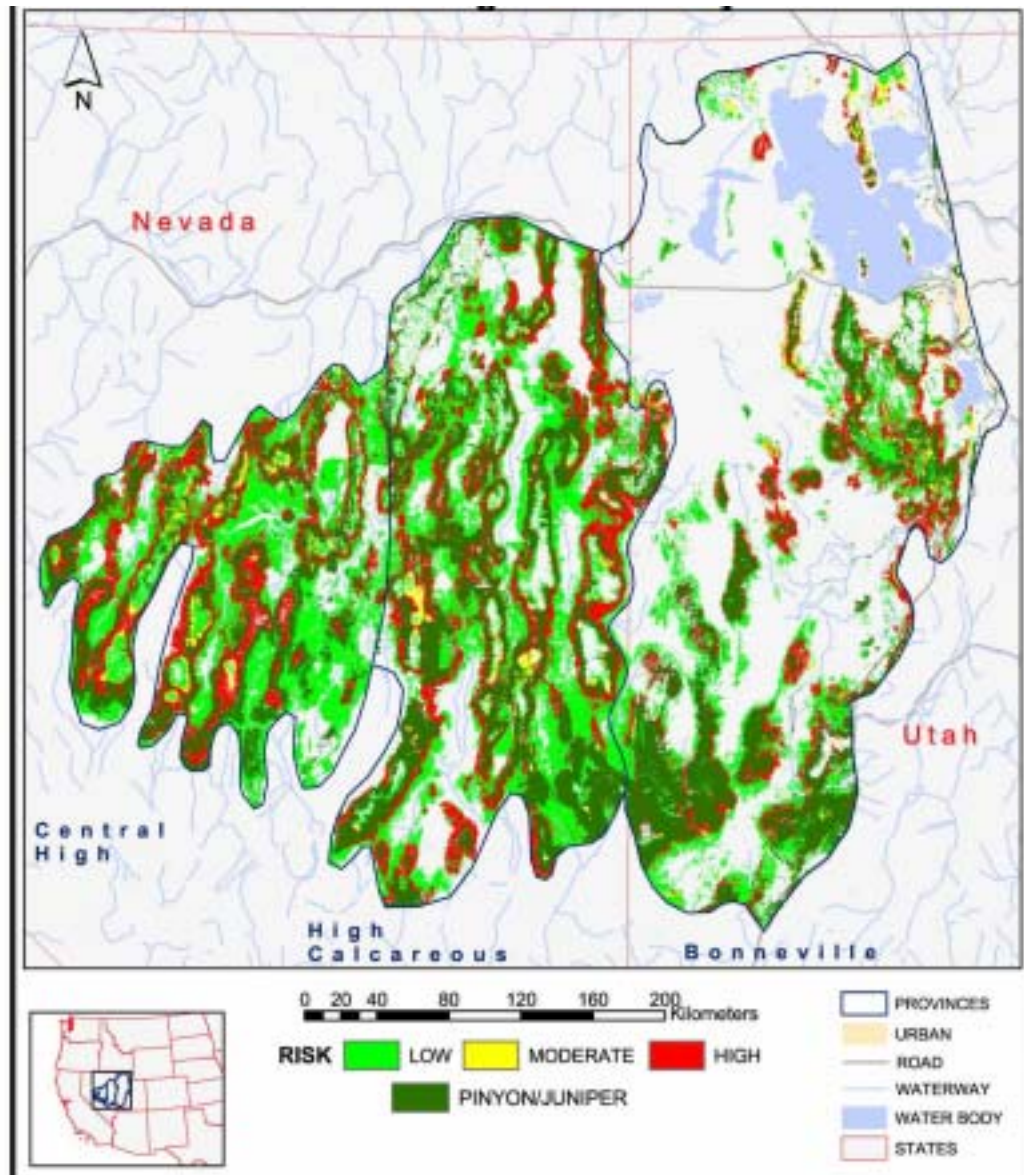 N
Nevada
Utah
Central
High
High
Calcareous
Bonneville
0 20 40 80 120 160 200
Kilometers
RISK LOW MODERATE HIGH
PINYON/JUNIPER
PROVINCES
URBAN
ROAD
WATERWAY
WATER BODY
STATES